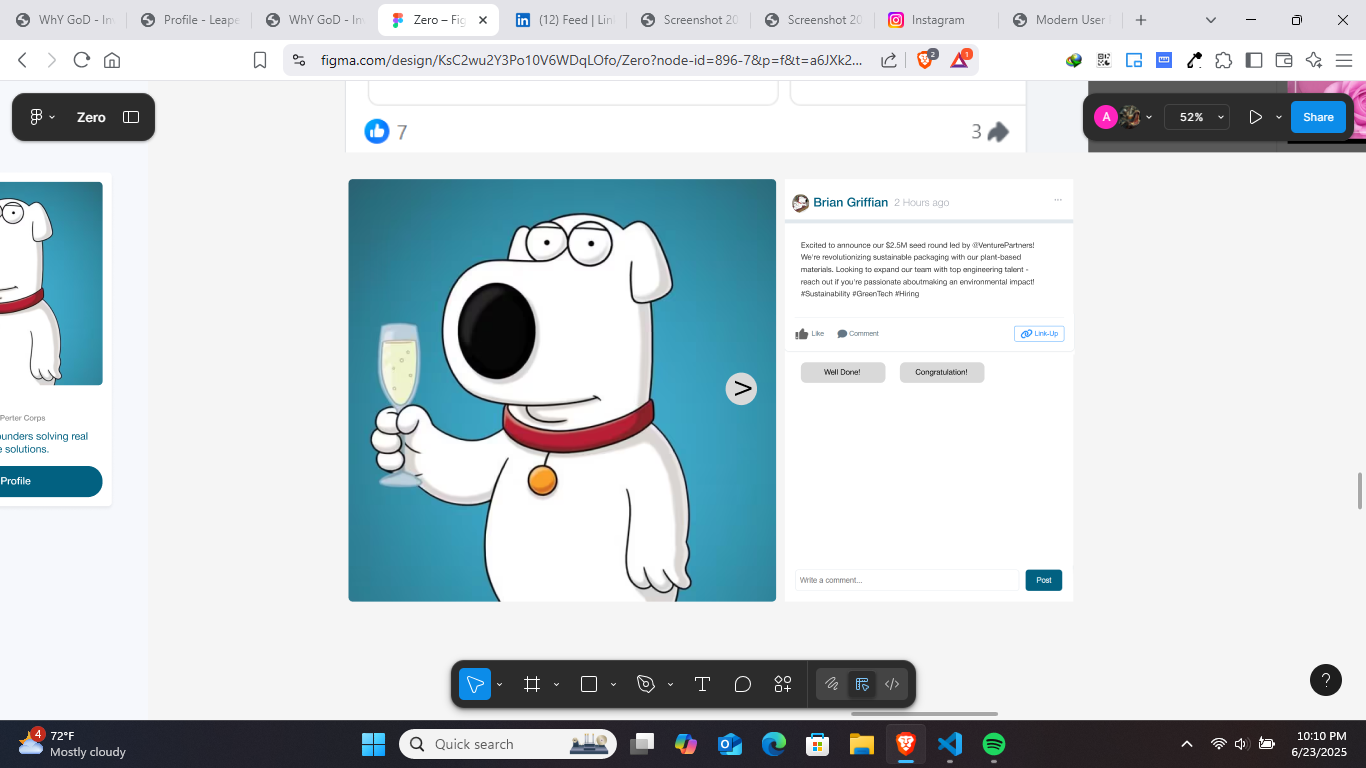 WhY GoD - Inv
Profile - Leape
WhY GoD - Inv
Zero – Fig
(12) Feed | Lin
Screenshot 20
Screenshot 20
Instagram
Modern User
figma.com/design/KsC2wu2Y3Po10V6WDqLOfo/Zero?node-id=896-7&p=f&t=a6JXk2...
2
1
Zero
7
3
A
52%
Share
Brian Griffian 2 Hours ago
Excited to announce our $2.5M seed round led by @VenturePartners!
We're revolutionizing sustainable packaging with our plant-based
materials. Looking to expand our team with top engineering talent -
reach out if you're passionate aboutmaking an environmental impact!
#Sustainability #GreenTech #Hiring
Like
Comment
Link-Up
Well Done!
Congratulation!
>
Perter Corps
ounders solving real
e solutions.
Profile
Write a comment...
Post
?
4
72°F
Mostly cloudy
Quick search
10:10 PM
6/23/2025